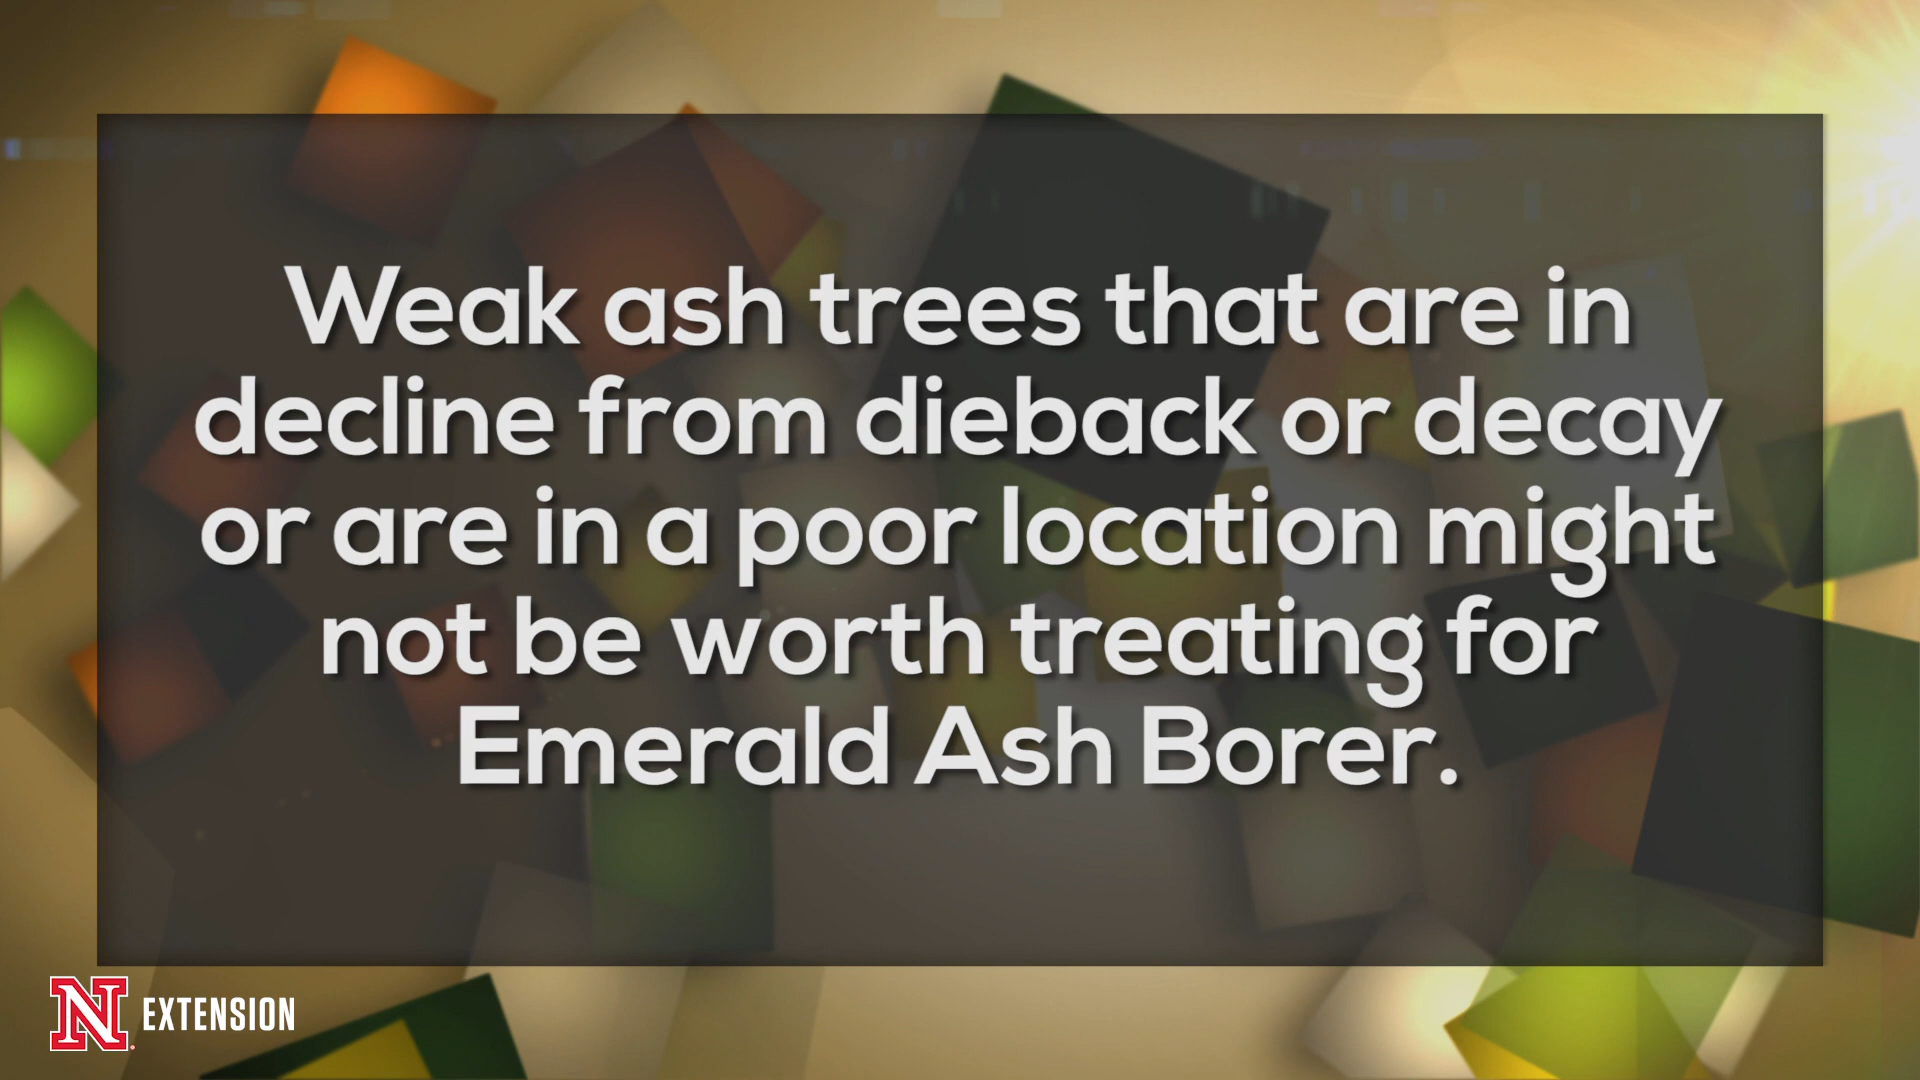 Weak ash trees that are in
decline from dieback or decay
or are in a poor location might
not be worth treating for
Emerald Ash Borer.
N EXTENSION